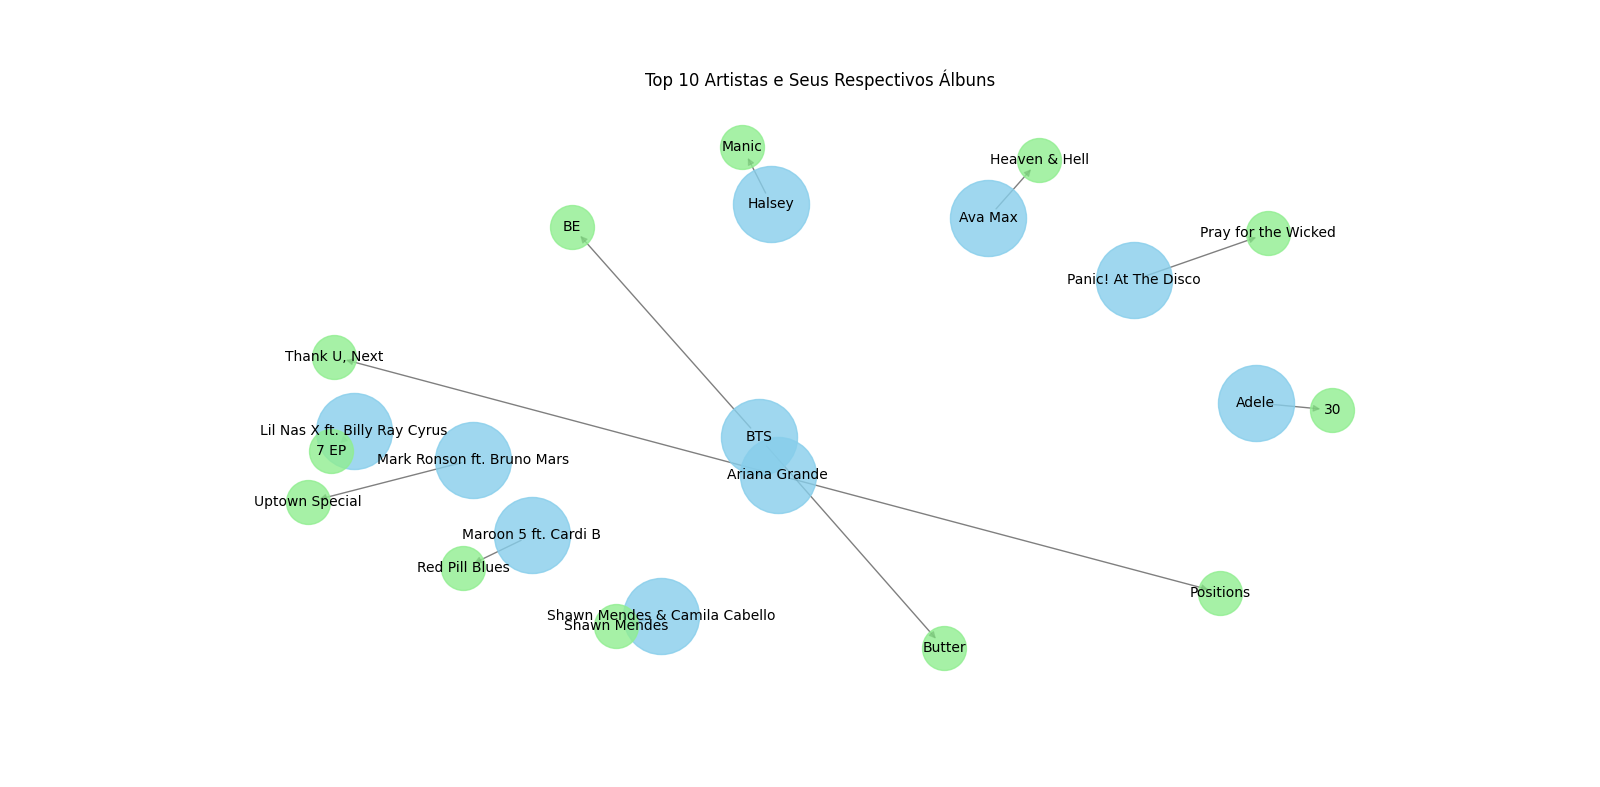 Top 10 Artistas e Seus Respectivos Álbuns
Manic
Heaven & Hell
Halsey
Ava Max
BE
Pray for the Wicked
Panic! At The Disco
Thank U, Next
Adele
30
Lil Nas X ft. Billy Ray Cyrus
BTS
7 EP
Mark Ronson ft. Bruno Mars
Ariana Grande
Uptown Special
Maroon 5 ft. Cardi B
Red Pill Blues
Positions
Shawn Mendes & Camila Cabello
Shawn Mendes
Butter